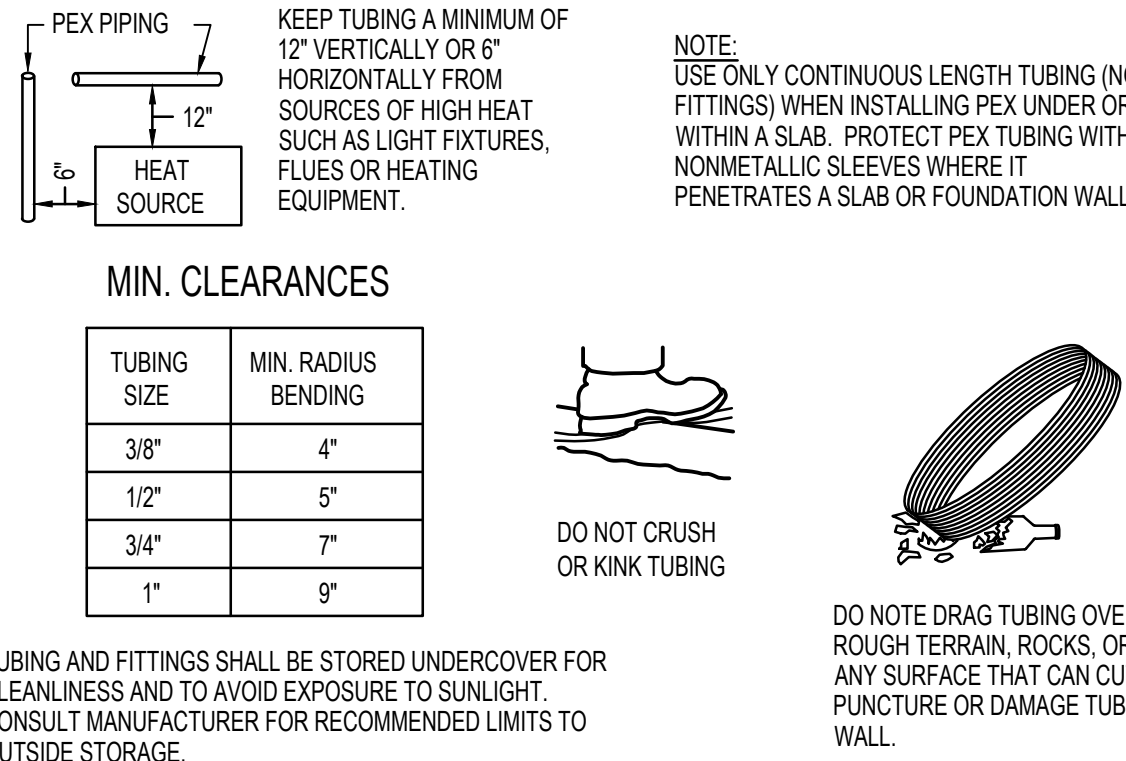 PEX PIPING
12"
6"
HEAT
SOURCE
KEEP TUBING A MINIMUM OF
12" VERTICALLY OR 6"
HORIZONTALLY FROM
SOURCES OF HIGH HEAT
SUCH AS LIGHT FIXTURES,
FLUES OR HEATING
EQUIPMENT.
NOTE:
USE ONLY CONTINUOUS LENGTH TUBING
FITTINGS) WHEN INSTALLING PEX UNDER OR
WITHIN A SLAB. PROTECT PEX TUBING WITH
NONMETALLIC SLEEVES WHERE IT
PENETRATES A SLAB OR FOUNDATION WALL
MIN. CLEARANCES
TUBING SIZE MIN. RADIUS BENDING
3/8" 4"
1/2" 5"
3/4" 7"
1" 9"
DO NOT CRUSH
OR KINK TUBING
DO NOTE DRAG TUBING
ROUGH TERRAIN, ROCKS, OR
ANY SURFACE THAT CAN
PUNCTURE OR DAMAGE
WALL.
AND FITTINGS SHALL BE STORED UNDERCOVER FOR
AND TO AVOID EXPOSURE TO SUNLIGHT.
MANUFACTURER FOR RECOMMENDED LIMITS TO
STORAGE.